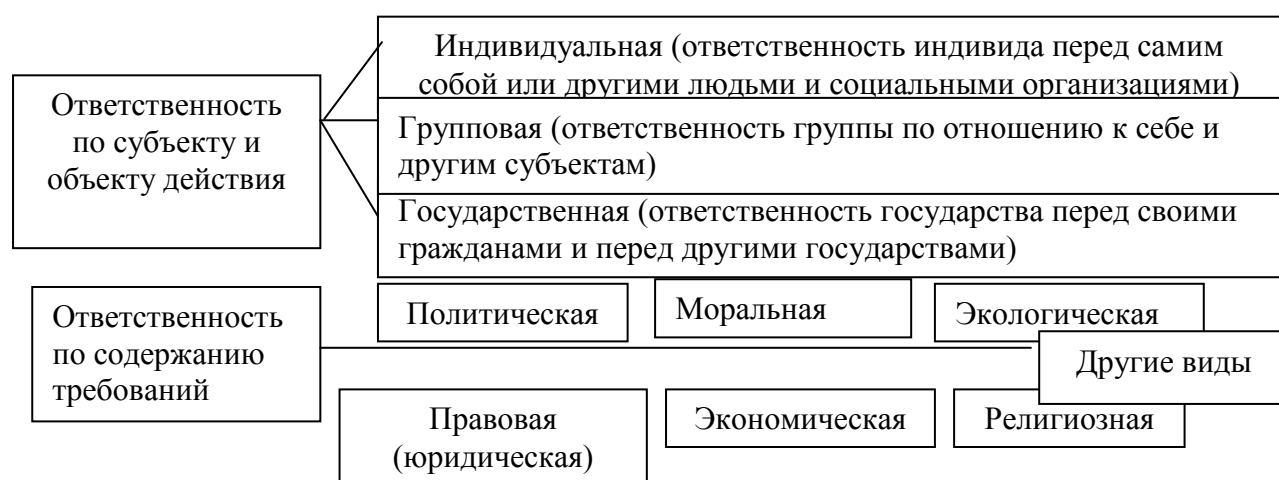 Ответственность
по субъекту и
объекту действия
Индивидуальная (ответственность индивида перед самим
собой или другими людьми и социальными организациями)
Групповая (ответственность группы по отношению к себе и
другим субъектам)
Государственная (ответственность государства перед своими
гражданами и перед другими государствами)
Ответственность
по содержанию
требований
Политическая
Моральная
Экологическая
Другие виды
Правовая
(юридическая)
Экономическая
Религиозная